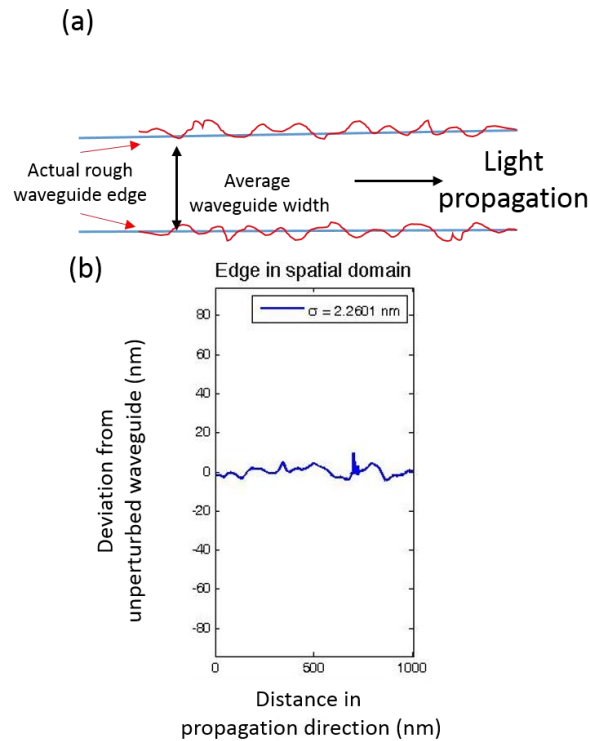 (a)
Actual rough
waveguide edge
Average
waveguide width
Light
propagation
(b)
Edge in spatial domain
σ = 2.2601 nm
80
60
40
20
0
-20
-40
-60
-80
0
500
1000
Deviation from
unperturbed waveguide (nm)
Distance in
propagation direction (nm)